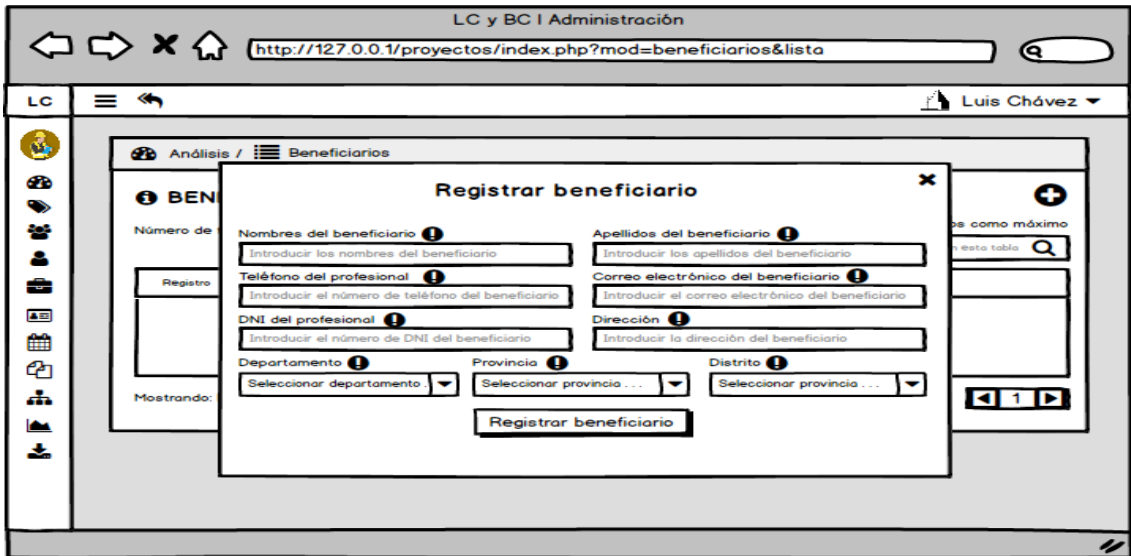 LC y BC | Administración
http://127.0.0.1/proyectos/index.php?mod=beneficiarios&lista
LC
Luis Chávez
Análisis / Beneficiarios
BENE
Registrar beneficiario
Número de
os como máximo
Nombres del beneficiario
Apellidos del beneficiario
Introducir los nombres del beneficiario
Introducir los apellidos del beneficiario
en esta tabla
Teléfono del profesional
Correo electrónico del beneficiario
Registro
Introducir el número de teléfono del beneficiario
Introducir el correo electrónico del beneficiario
DNI del profesional
Dirección
Introducir el número de DNI del beneficiario
Introducir la dirección del beneficiario
Departamento
Provincia
Distrito
Seleccionar departamento .
Seleccionar provincia . . .
Seleccionar provincia . . .
Mostrando:
1
Registrar beneficiario